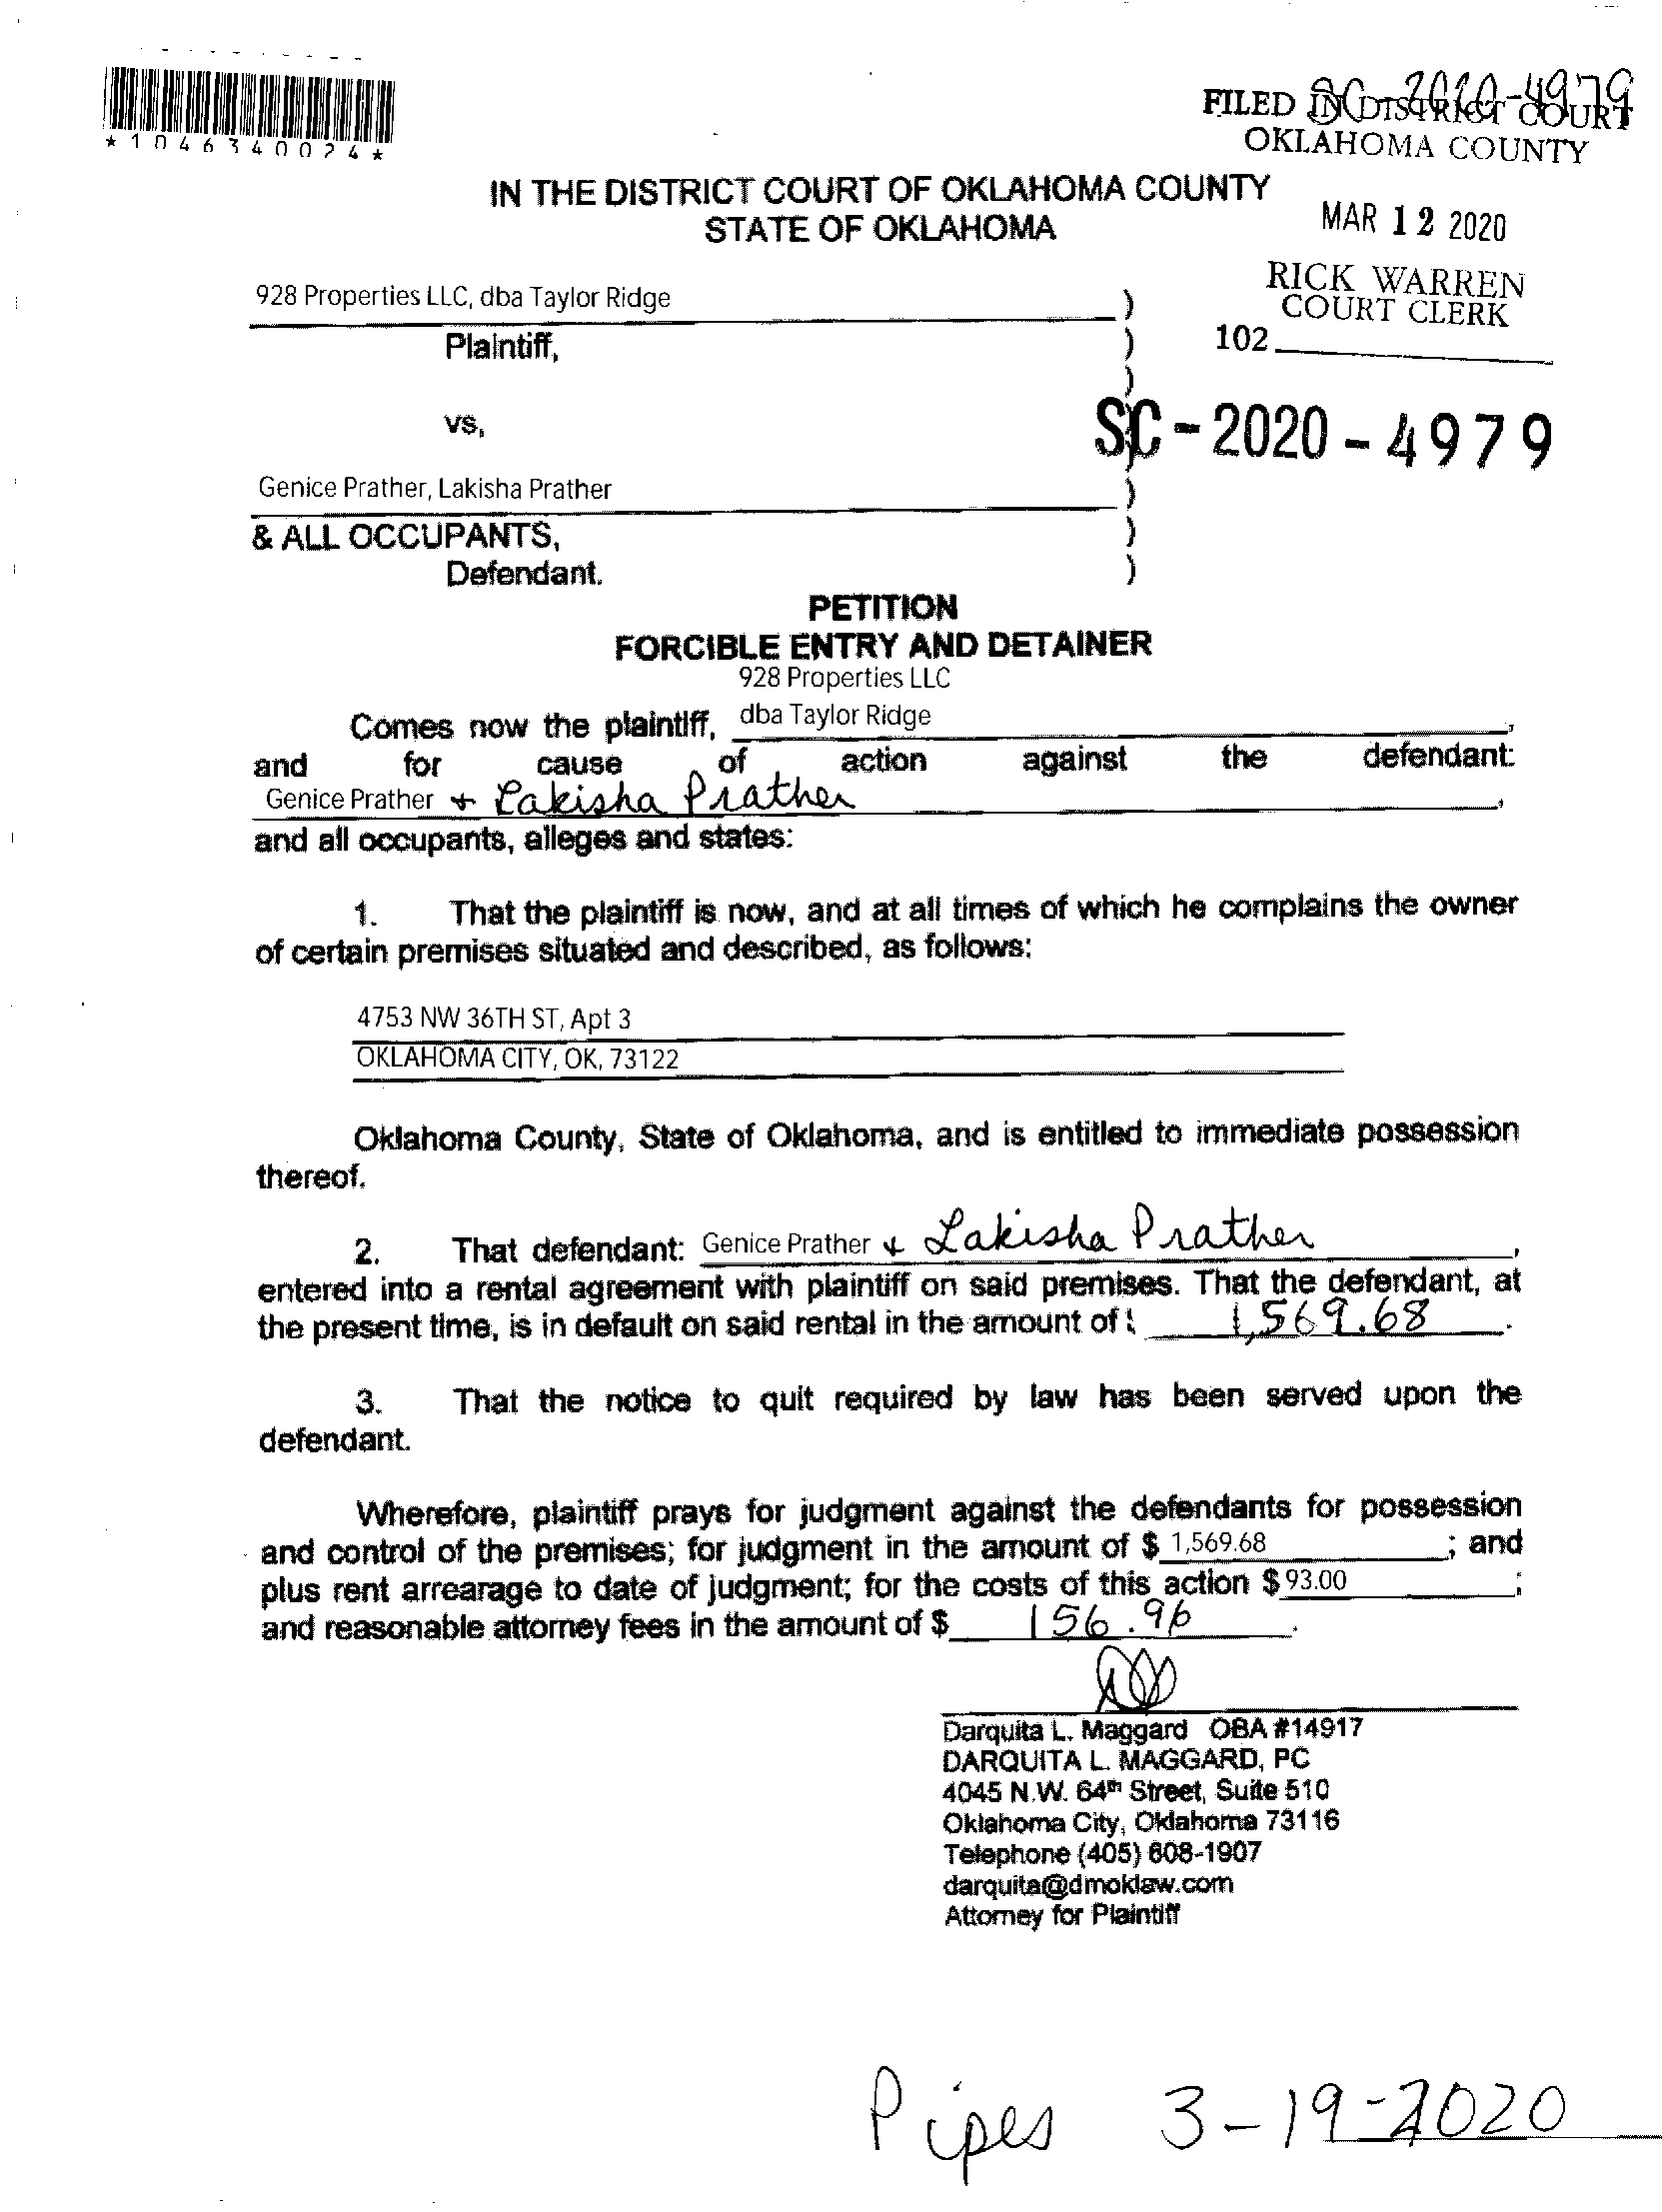 *1046340024*
SC-2020-4979
FILED IN DISTRICT COURT
OKLAHOMA COUNTY
IN THE DISTRICT COURT OF OKLAHOMA COUNTY
STATE OF OKLAHOMA
MAR 12 2020
RICK WARREN
COURT CLERK
102
928 Properties LLC, dba Taylor Ridge )
Plaintiff, )
)
vs, )
SC-2020-4979
Genice Prather, Lakisha Prather )
& ALL OCCUPANTS, )
Defendant. )
PETITION
FORCIBLE ENTRY AND DETAINER
928 Properties LLC
Comes now the plaintiff, dba Taylor Ridge,
and for cause of action against the defendant:
Genice Prather + Lakisha Prather,
and all occupants, alleges and states:
1. That the plaintiff is now, and at all times of which he complains the owner
of certain premises situated and described, as follows:
4753 NW 36TH ST, Apt 3
OKLAHOMA CITY, OK, 73122
Oklahoma County, State of Oklahoma, and is entitled to immediate possession
thereof.
2. That defendant: Genice Prather + Lakisha Prather,
entered into a rental agreement with plaintiff on said premises. That the defendant, at
the present time, is in default on said rental in the amount of: 1,569.68.
3. That the notice to quit required by law has been served upon the
defendant.
Wherefore, plaintiff prays for judgment against the defendants for possession
and control of the premises; for judgment in the amount of $ 1,569.68; and
plus rent arrearage to date of judgment; for the costs of this action $ 93.00;
and reasonable attorney fees in the amount of $ 156.96.
Darquita L. Maggard OBA #14917
DARQUITA L. MAGGARD, PC
4045 N.W. 64th Street, Suite 510
Oklahoma City, Oklahoma 73116
Telephone (405) 608-1907
darquita@dmoklaw.com
Attorney for Plaintiff
Pipes 3-19-2020